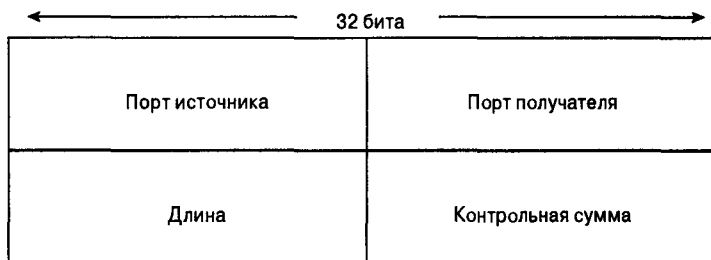 32 бита
Порт источника
Порт получателя
Длина
Контрольная сумма